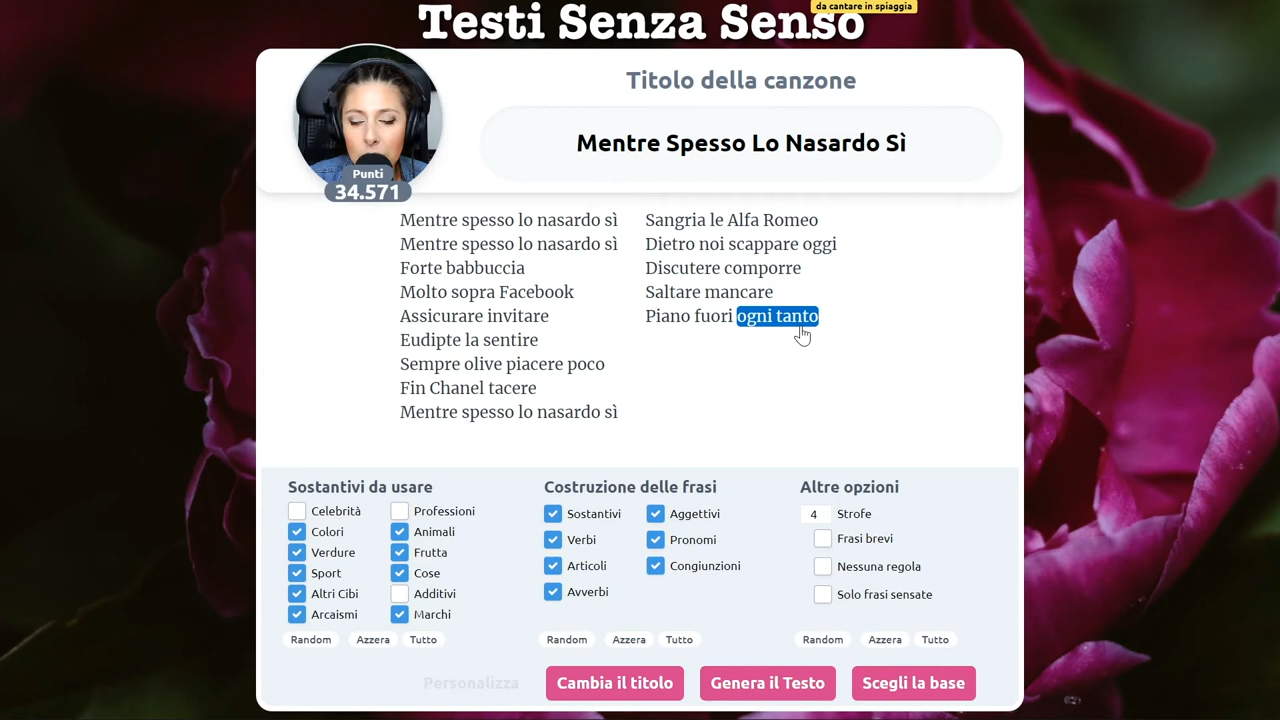 da cantare in spiaggia
Testi Senza Senso
Titolo della canzone
Mentre Spesso Lo Nasardo Sì
Punti
34.571
Mentre spesso lo nasardo sì
Mentre spesso lo nasardo sì
Forte babbuccia
Molto sopra Facebook
Assicurare invitare
Eudipte la sentire
Sempre olive piacere poco
Fin Chanel tacere
Mentre spesso lo nasardo sì
Sangria le Alfa Romeo
Dietro noi scappare oggi
Discutere comporre
Saltare mancare
Piano fuori ogni tanto
Sostantivi da usare
Celebrità Professioni
Colori Animali
Verdure Frutta
Sport Cose
Altri Cibi Additivi
Arcaismi Marchi
Random Azzera Tutto
Costruzione delle frasi
Sostantivi Aggettivi
Verbi Pronomi
Articoli Congiunzioni
Avverbi
Random Azzera Tutto
Altre opzioni
4 Strofe
Frasi brevi
Nessuna regola
Solo frasi sensate
Random Azzera Tutto
Personalizza Cambia il titolo Genera il Testo Scegli la base